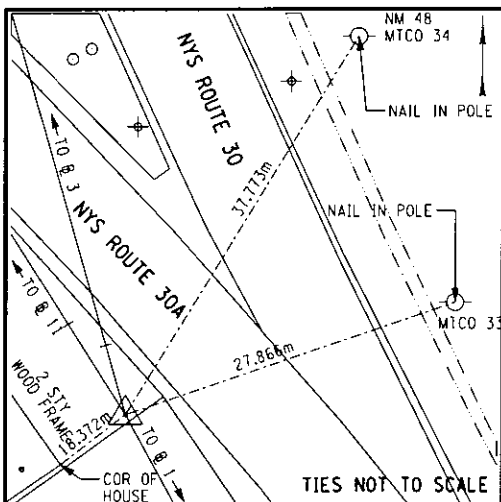 NM 48
MTCO 34
NAIL IN POLE
NYS ROUTE 30
37.773m
TO ℄ 3
NAIL IN POLE
NYS ROUTE 30A
MTCO 33
27.866m
TO ℄ 11
2 STY
WOOD FRAME
18.372m
TO ℄ 1
COR OF
HOUSE
TIES NOT TO SCALE